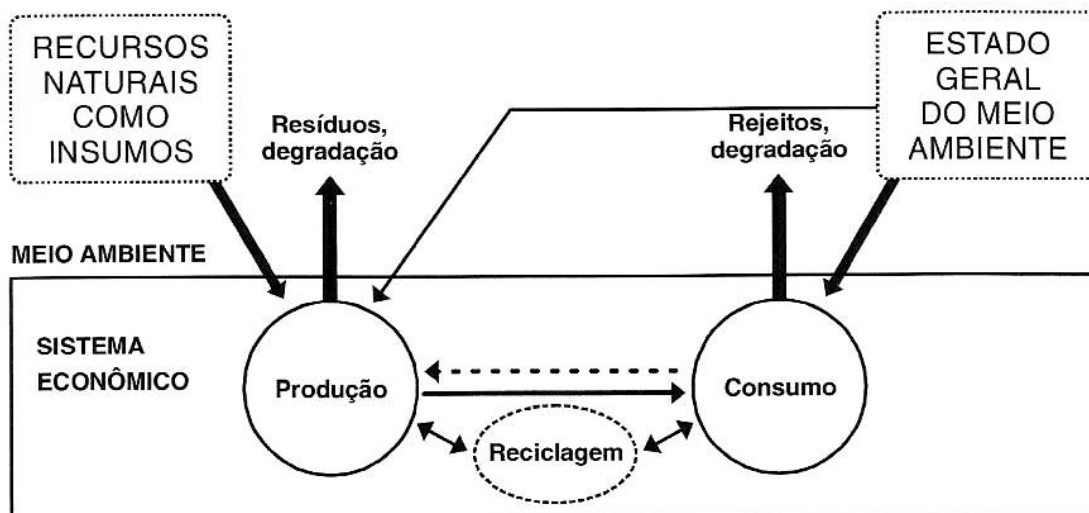 RECURSOS
NATURAIS
COMO
INSUMOS
Resíduos,
degradação
Rejeitos,
degradação
ESTADO
GERAL
DO MEIO
AMBIENTE
MEIO AMBIENTE
SISTEMA
ECONÔMICO
Produção
Consumo
Reciclagem